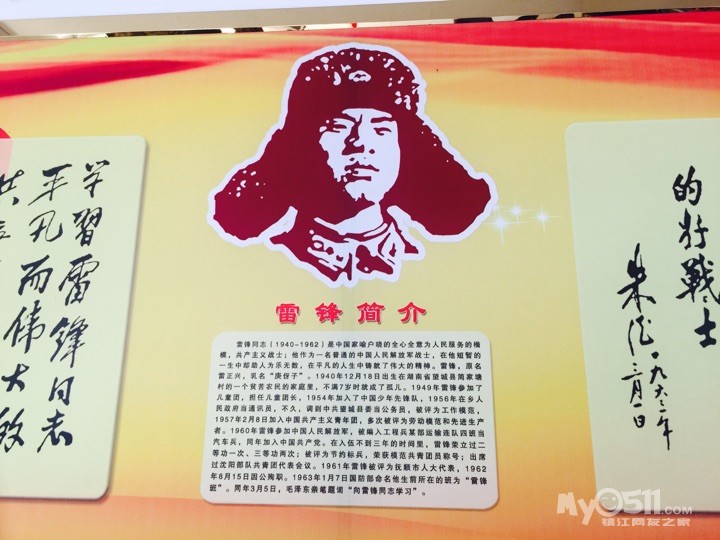 学習雷鋒同志
平凡而伟大的
共
雷锋简介
雷锋同志(1940-1962)是中国家喻户晓的全心全意为人民服务的楷
模,共产主义战士;他作为一名普通的中国人民解放军战士,在他短暂的
一生中却助人为乐无数,在平凡的人生中铸就了伟大的精神。雷锋,原名
雷正兴,乳名“庚伢子”。1940年12月18日出生在湖南省望城县简家塘
村的一个贫苦农民的家庭里,不满7岁时就成了孤儿。1949年雷锋参加了
儿童团,担任儿童团长,1954年加入了中国少年先锋队,1956年在乡人
民政府当通讯员,不久,调到中共望城县委当公务员,被评为工作模范,
1957年2月8日加入中国共产主义青年团,多次被评为劳动模范和先进生产
者。1960年雷锋参加中国人民解放军,被编入工程兵某部运输连队四班当
汽车兵,同年加入中国共产党。在入伍不到三年的时间里,雷锋荣立过二
等功一次、三等功两次;被评为节约标兵,荣获模范共青团员称号;出席
过沈阳部队共青团代表会议。1961年雷锋被评为抚顺市人大代表,1962
年8月15日因公殉职。1963年1月7日国防部命名他生前所在的班为“雷锋
班”。同年3月5日,毛泽东亲笔题词“向雷锋同志学习”。
的好戰士
朱德
一九六三年
My0511.com
镇江网友之家